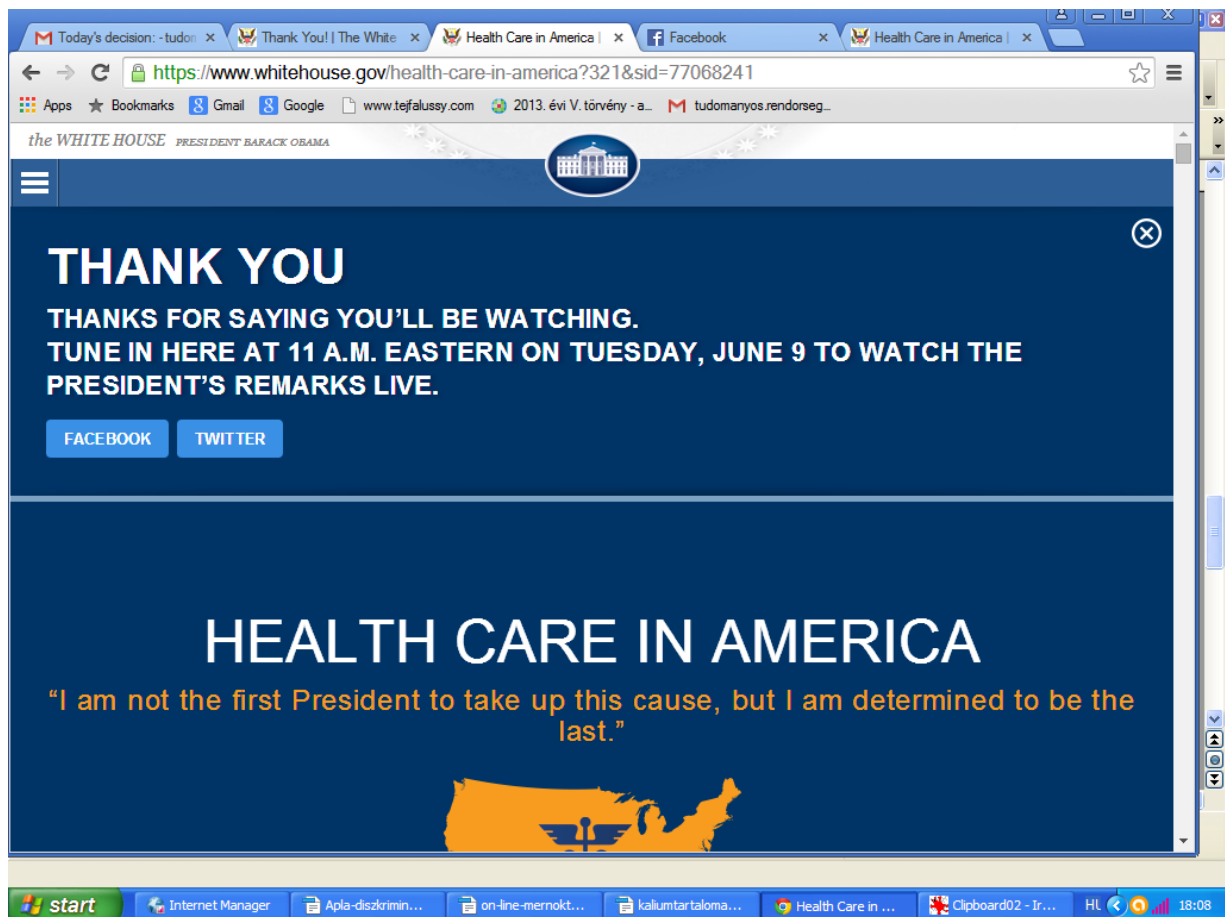 Today's decision: - tudon
Thank You! | The White
Health Care in America |
Facebook
Health Care in America |
https://www.whitehouse.gov/health-care-in-america?321&sid=77068241
Apps
Bookmarks
Gmail
Google
www.tejfalussy.com
2013. évi V. törvény - a...
tudomanyos.rendorseg...
the WHITE HOUSE PRESIDENT BARACK OBAMA
THANK YOU
THANKS FOR SAYING YOU'LL BE WATCHING.
TUNE IN HERE AT 11 A.M. EASTERN ON TUESDAY, JUNE 9 TO WATCH THE
PRESIDENT'S REMARKS LIVE.
FACEBOOK
TWITTER
HEALTH CARE IN AMERICA
“I am not the first President to take up this cause, but I am determined to be the
last.”
start
Internet Manager
Apla-diszkrimin...
on-line-mernokt...
kaliumtartaloma...
Health Care in ...
Clipboard02 - Ir...
HU
18:08